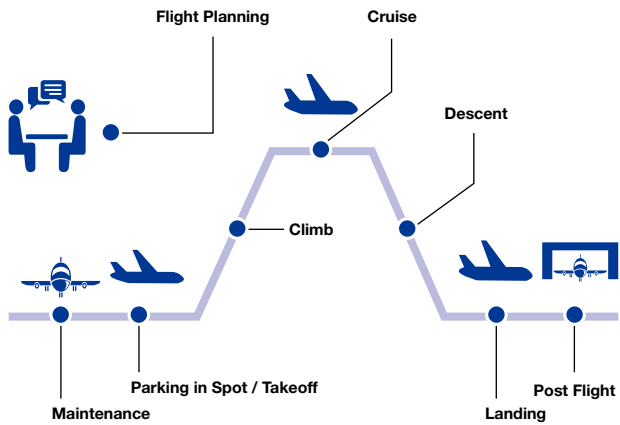 Flight Planning
Cruise
Descent
Climb
Parking in Spot / Takeoff
Post Flight
Maintenance
Landing